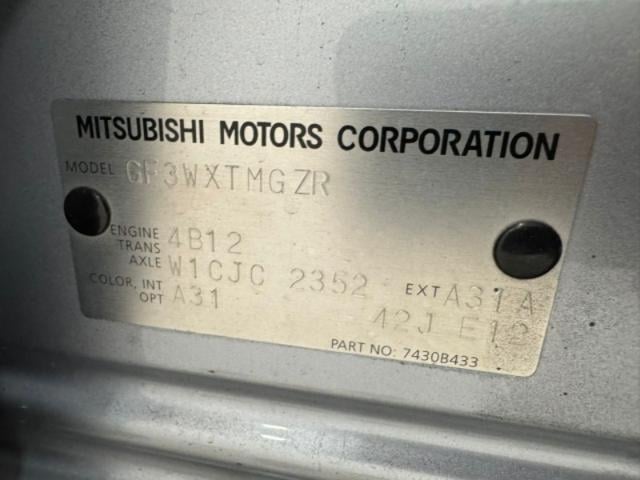 MITSUBISHI MOTORS CORPORATION
MODEL GF3WXTMGZR
ENGINE 4B12
TRANS
AXLE W1CJC 2352 EXT A31A
COLOR, INT A31
OPT 42J E12
PART NO: 7430B433